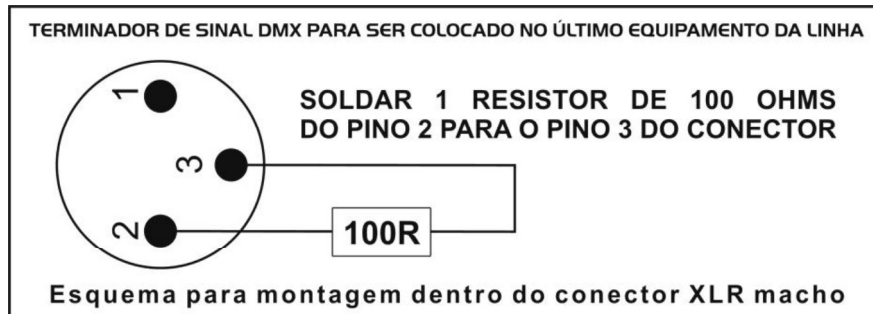 TERMINADOR DE SINAL DMX PARA SER COLOCADO NO ÚLTIMO EQUIPAMENTO DA LINHA
1
SOLDAR 1 RESISTOR DE 100 OHMS
DO PINO 2 PARA O PINO 3 DO CONECTOR
3
2
100R
Esquema para montagem dentro do conector XLR macho